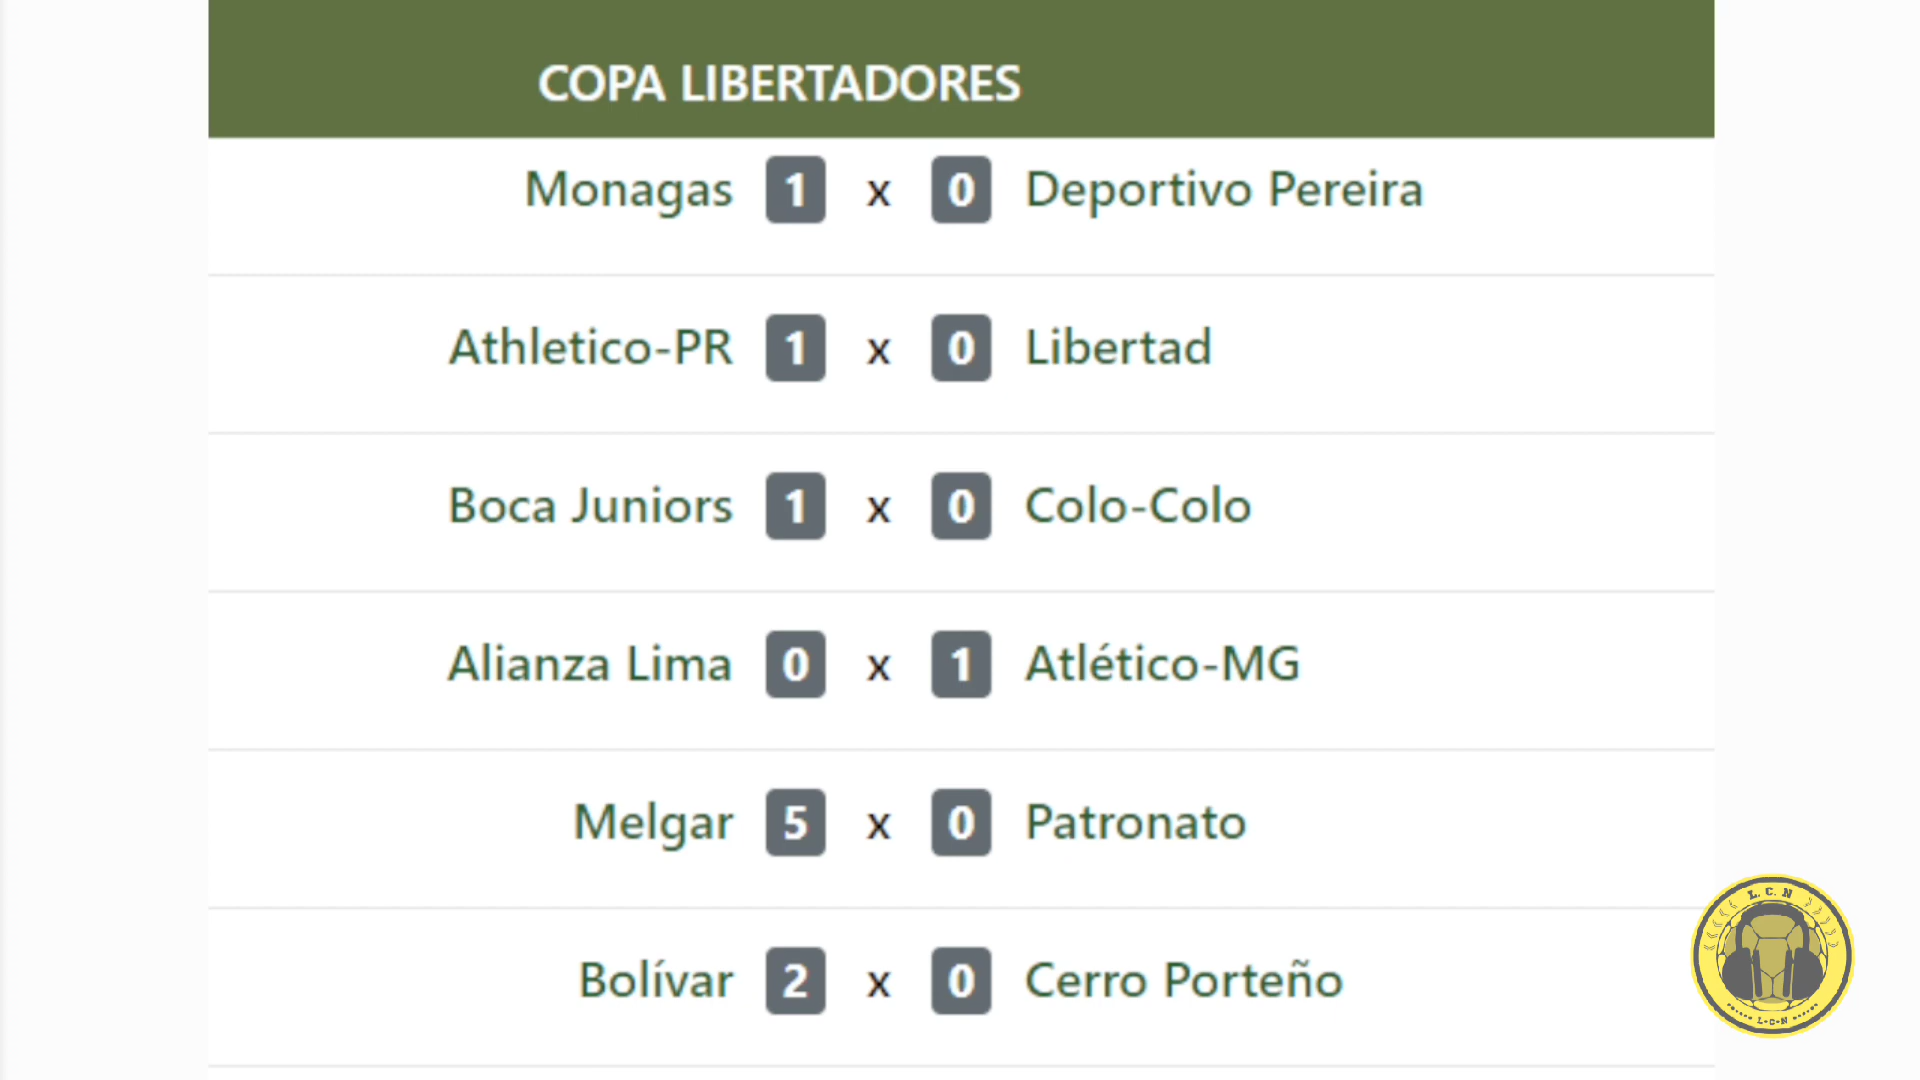 COPA LIBERTADORES
Monagas 1 x 0 Deportivo Pereira
Athletico-PR 1 x 0 Libertad
Boca Juniors 1 x 0 Colo-Colo
Alianza Lima 0 x 1 Atlético-MG
Melgar 5 x 0 Patronato
Bolívar 2 x 0 Cerro Porteño
L. C. N
L-C-N